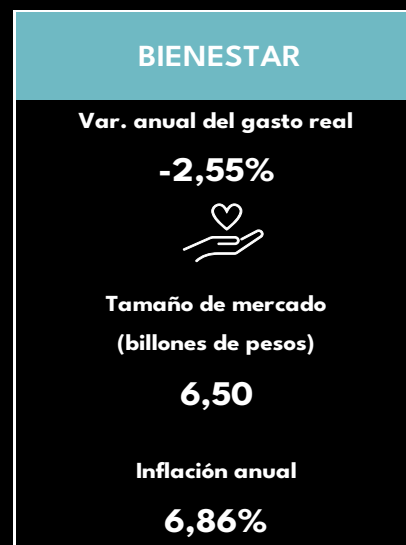 BIENESTAR
Var. anual del gasto real
-2,55%
Tamaño de mercado
(billones de pesos)
6,50
Inflación anual
6,86%